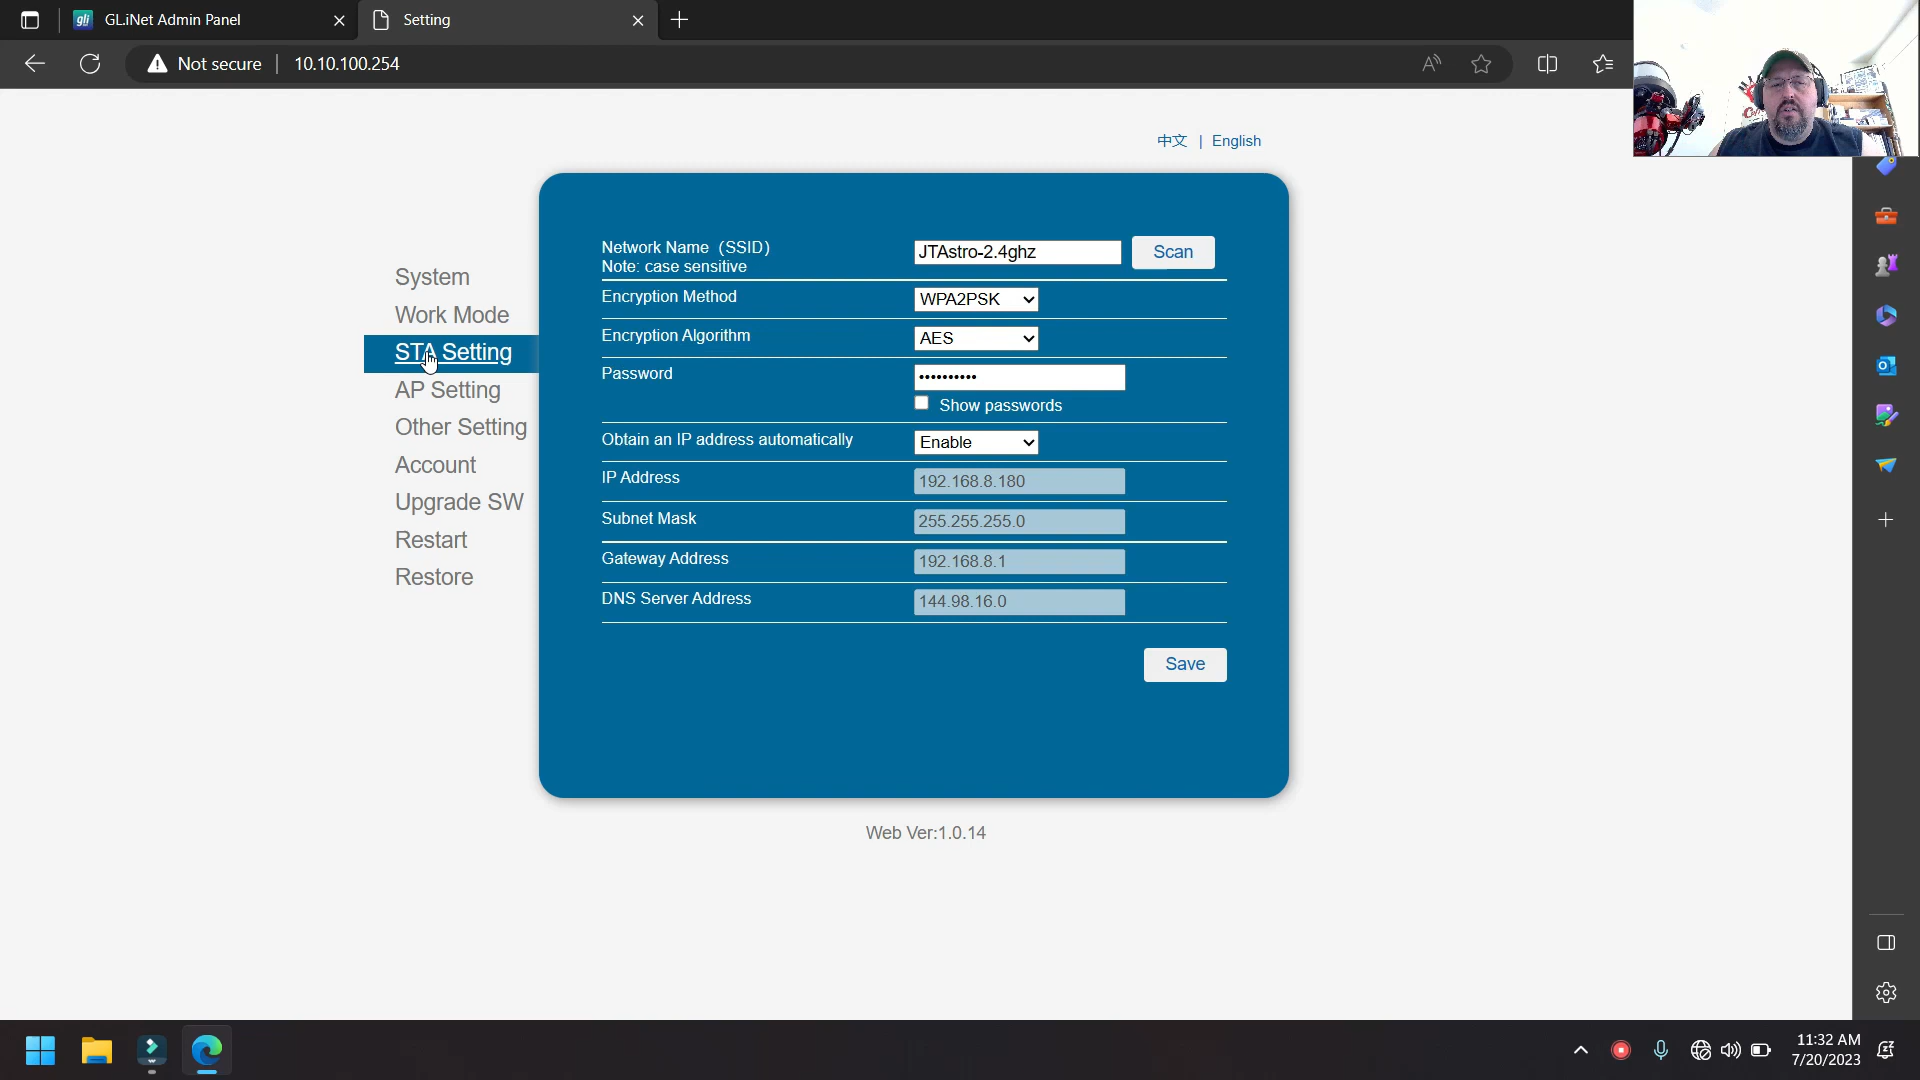 GL.iNet Admin Panel
Setting
Not secure
10.10.100.254
中文 | English
System
Work Mode
STA Setting
AP Setting
Other Setting
Account
Upgrade SW
Restart
Restore
Network Name (SSID)
Note: case sensitive
JTAstro-2.4ghz
Scan
Encryption Method
WPA2PSK
Encryption Algorithm
AES
Password
••••••••••
Show passwords
Obtain an IP address automatically
Enable
IP Address
192.168.8.180
Subnet Mask
255.255.255.0
Gateway Address
192.168.8.1
DNS Server Address
144.98.16.0
Save
Web Ver:1.0.14
11:32 AM
7/20/2023